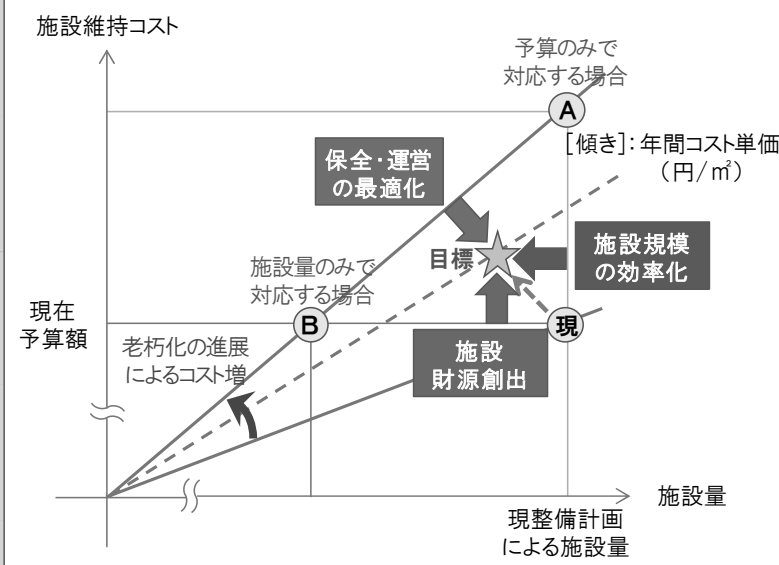 施設維持コスト
予算のみで
対応する場合
A
[傾き]：年間コスト単価
（円/㎡）
保全・運営
の最適化
施設規模
の効率化
目標
施設量のみで
対応する場合
現在
予算額
B
現
老朽化の進展
によるコスト増
施設
財源創出
施設量
現整備計画
による施設量